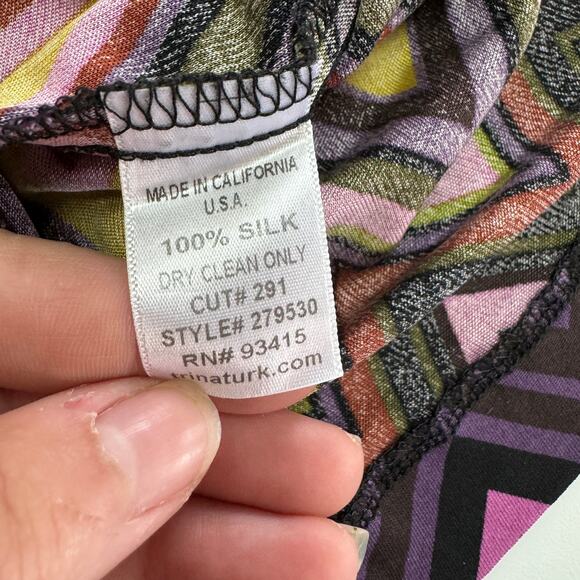 MADE IN CALIFORNIA
U.S.A.
100% SILK
DRY CLEAN ONLY
CUT# 291
STYLE# 279530
RN# 93415
trinaturk.com